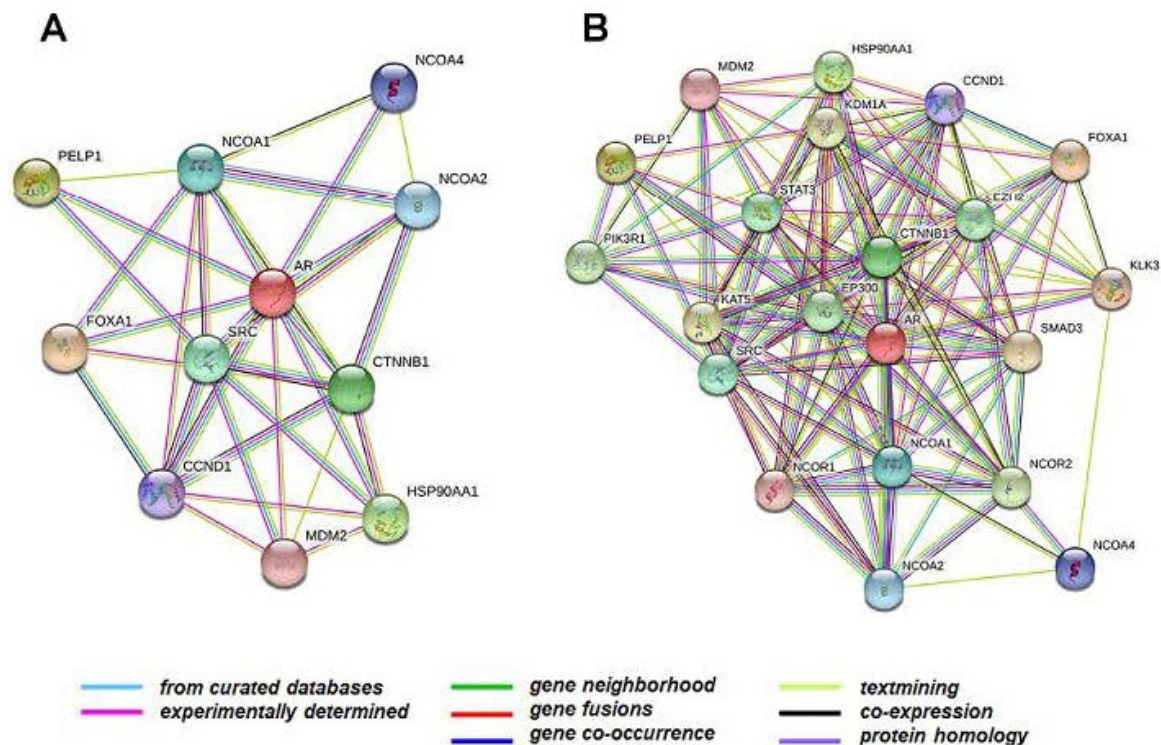 A
NCOA4
NCOA1
PELP1
NCOA2
AR
FOXA1
SRC
CTNNB1
CCND1
HSP90AA1
MDM2
B
HSP90AA1
MDM2
CCND1
KDM1A
FOXA1
PELP1
STAT3
EZH2
CTNNB1
PIK3R1
KLK3
EP300
KAT5
AR
SMAD3
SRC
NCOA1
NCOR1
NCOR2
NCOA4
NCOA2
from curated databases
experimentally determined
gene neighborhood
gene fusions
gene co-occurrence
textmining
co-expression
protein homology